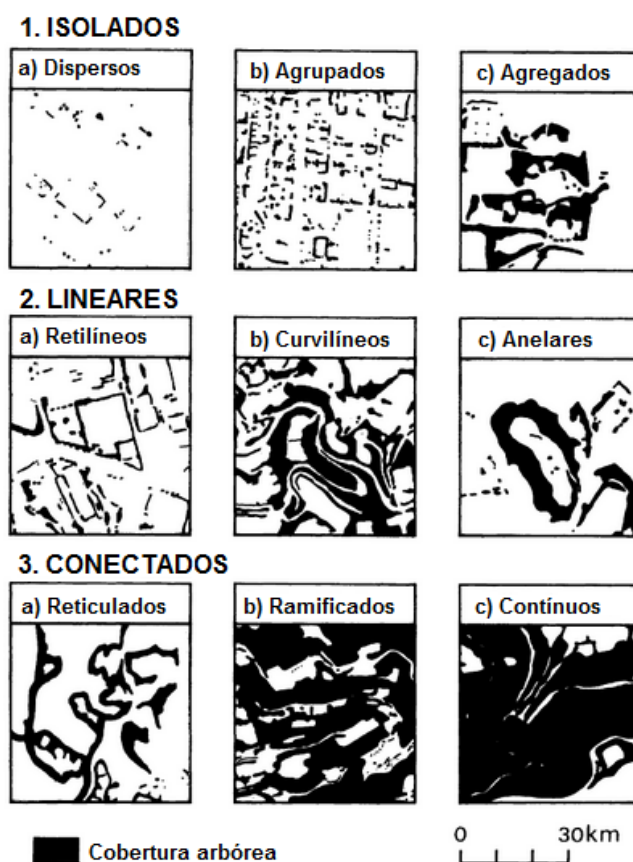 1. ISOLADOS
a) Dispersos
b) Agrupados
c) Agregados
2. LINEARES
a) Retilíneos
b) Curvilíneos
c) Anelares
3. CONECTADOS
a) Reticulados
b) Ramificados
c) Contínuos
Cobertura arbórea
0 30km